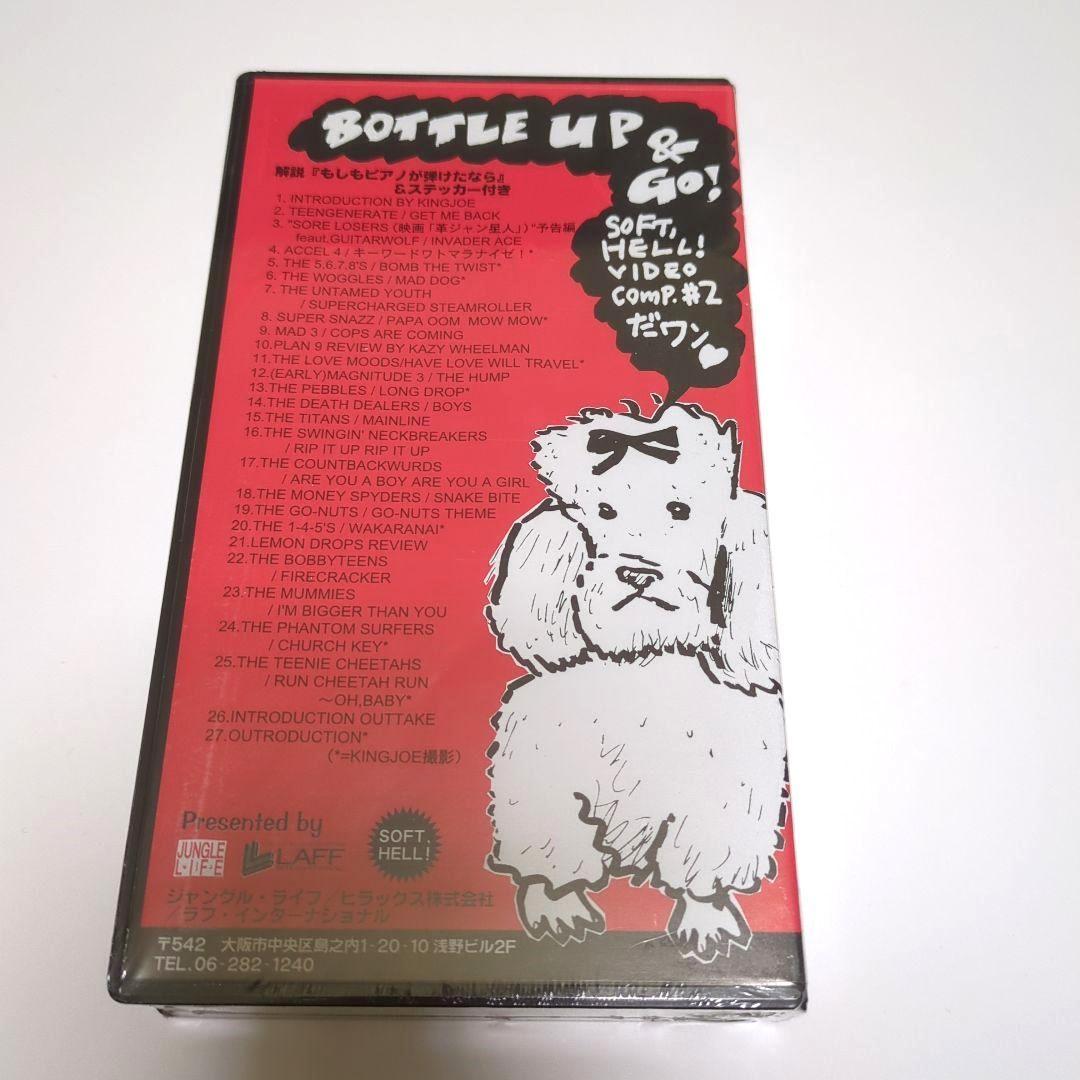 BOTTLE UP &
GO!
SOFT,
HELL!
VIDEO
COMP. #2
だワン♥
解説『もしもピアノが弾けたなら』
&ステッカー付き
1. INTRODUCTION BY KINGJOE
2. TEENGENERATE / GET ME BACK
3. "SORE LOSERS (映画「革ジャン星人」)"予告編
feaut.GUITARWOLF / INVADER ACE
4. ACCEL 4 / キーワードワトマラナイゼ！*
5. THE 5.6.7.8'S / BOMB THE TWIST*
6. THE WOGGLES / MAD DOG*
7. THE UNTAMED YOUTH
/ SUPERCHARGED STEAMROLLER
8. SUPER SNAZZ / PAPA OOM MOW MOW*
9. MAD 3 / COPS ARE COMING
10.PLAN 9 REVIEW BY KAZY WHEELMAN
11.THE LOVE MOODS/HAVE LOVE WILL TRAVEL*
12.(EARLY)MAGNITUDE 3 / THE HUMP
13.THE PEBBLES / LONG DROP*
14.THE DEATH DEALERS / BOYS
15.THE TITANS / MAINLINE
16.THE SWINGIN' NECKBREAKERS
/ RIP IT UP RIP IT UP
17.THE COUNTBACKWURDS
/ ARE YOU A BOY ARE YOU A GIRL
18.THE MONEY SPYDERS / SNAKE BITE
19.THE GO-NUTS / GO-NUTS THEME
20.THE 1-4-5'S / WAKARANAI*
21.LEMON DROPS REVIEW
22.THE BOBBYTEENS
/ FIRECRACKER
23.THE MUMMIES
/ I'M BIGGER THAN YOU
24.THE PHANTOM SURFERS
/ CHURCH KEY*
25.THE TEENIE CHEETAHS
/ RUN CHEETAH RUN
～OH,BABY*
26.INTRODUCTION OUTTAKE
27.OUTRODUCTION*
(*=KINGJOE撮影)
Presented by
JUNGLE
LIFE
LAFF
SOFT,
HELL!
ジャングル・ライフ／ヒラックス株式会社
／ラフ・インターナショナル
〒542 大阪市中央区島之内1-20-10 浅野ビル2F
TEL.06-282-1240